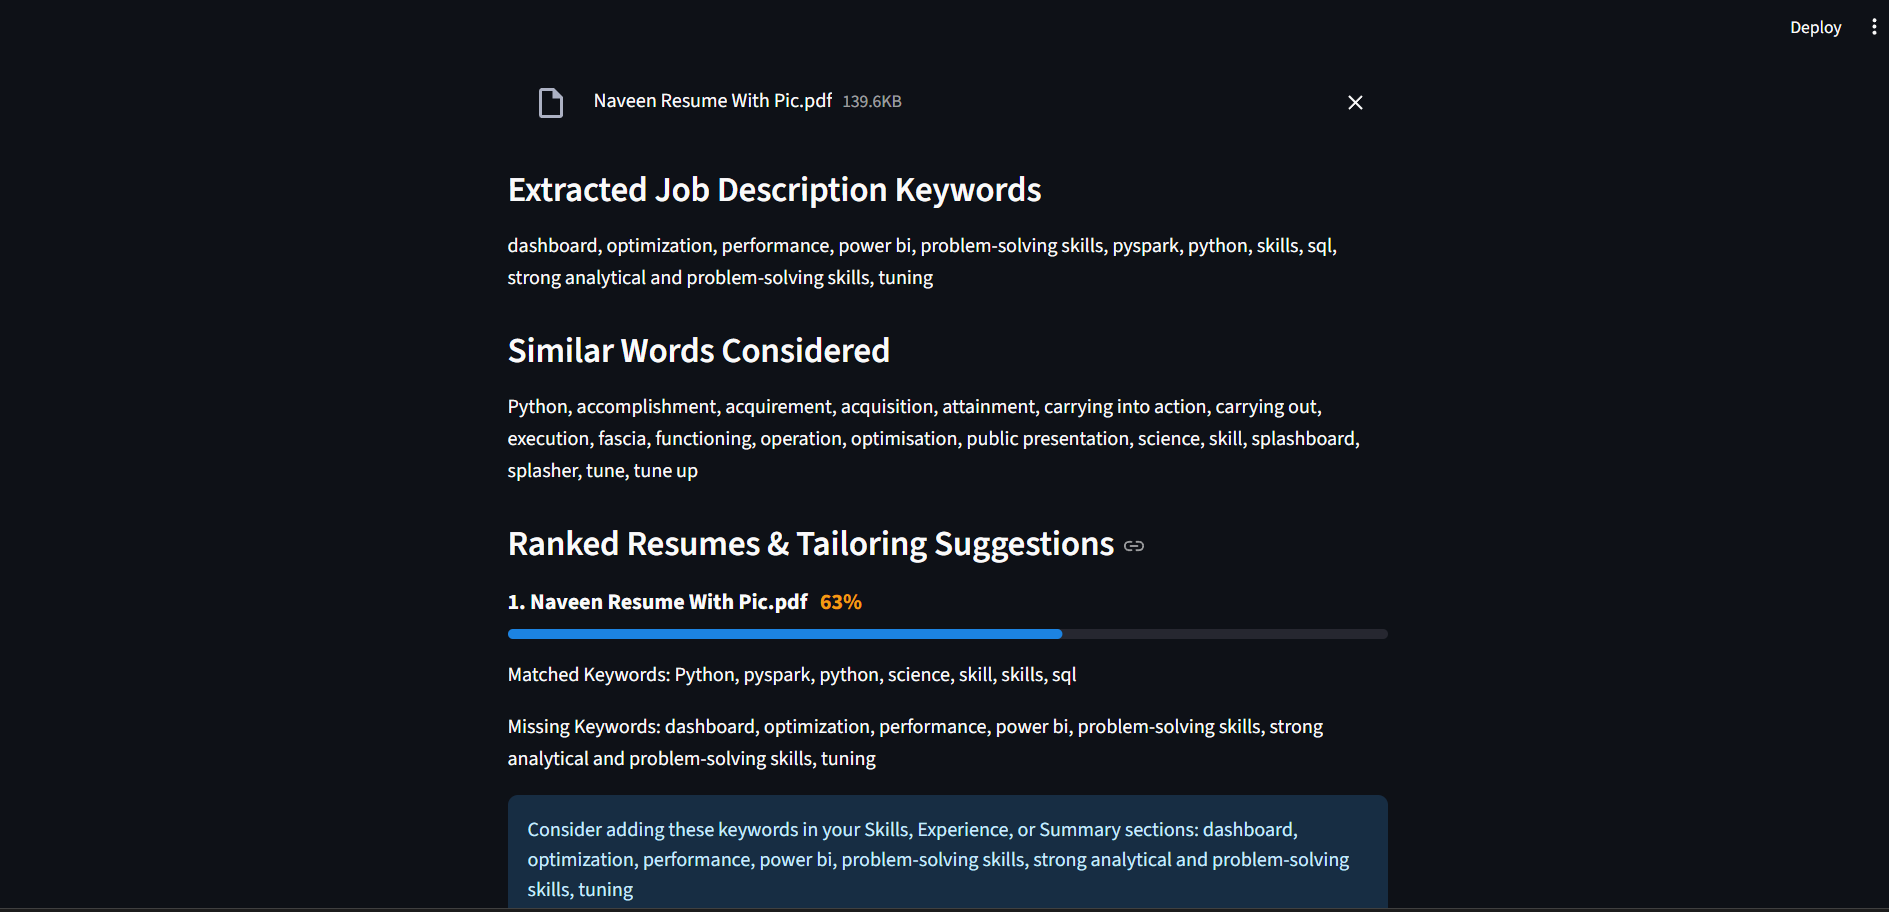 Deploy
Naveen Resume With Pic.pdf 139.6KB
Extracted Job Description Keywords
dashboard, optimization, performance, power bi, problem-solving skills, pyspark, python, skills, sql,
strong analytical and problem-solving skills, tuning
Similar Words Considered
Python, accomplishment, acquirement, acquisition, attainment, carrying into action, carrying out,
execution, fascia, functioning, operation, optimisation, public presentation, science, skill, splashboard,
splasher, tune, tune up
Ranked Resumes & Tailoring Suggestions
1. Naveen Resume With Pic.pdf 63%
Matched Keywords: Python, pyspark, python, science, skill, skills, sql
Missing Keywords: dashboard, optimization, performance, power bi, problem-solving skills, strong
analytical and problem-solving skills, tuning
Consider adding these keywords in your Skills, Experience, or Summary sections: dashboard,
optimization, performance, power bi, problem-solving skills, strong analytical and problem-solving
skills, tuning